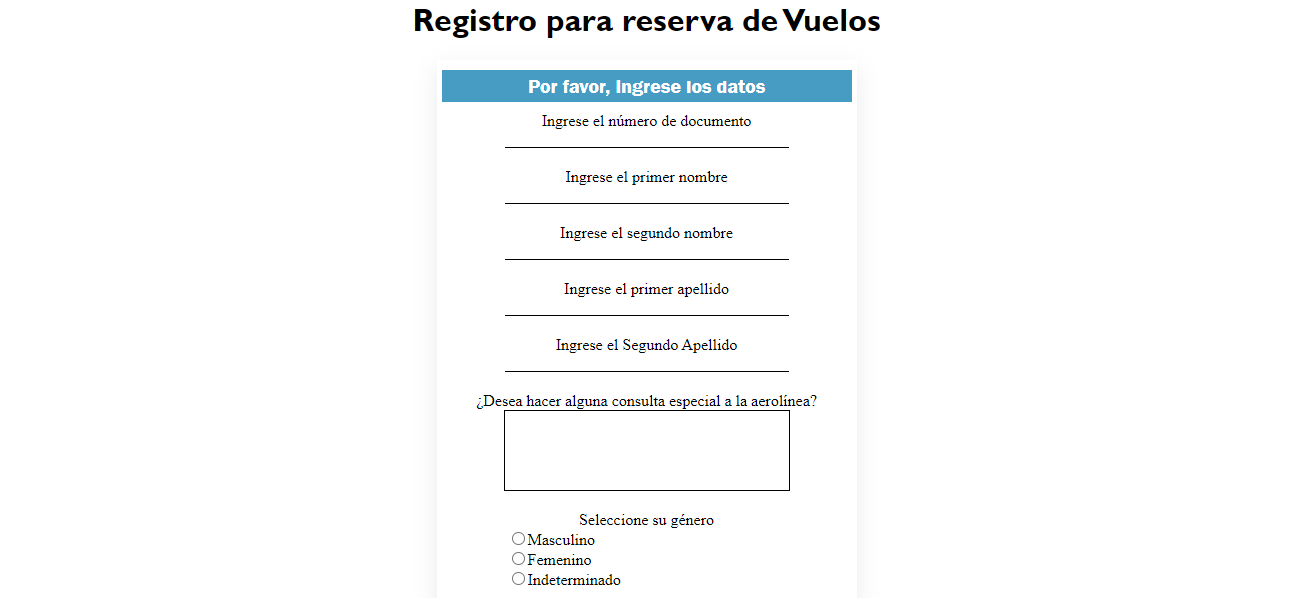 Registro para reserva de Vuelos
Por favor, Ingrese los datos
Ingrese el número de documento
Ingrese el primer nombre
Ingrese el segundo nombre
Ingrese el primer apellido
Ingrese el Segundo Apellido
¿Desea hacer alguna consulta especial a la aerolínea?
Seleccione su género
Masculino
Femenino
Indeterminado